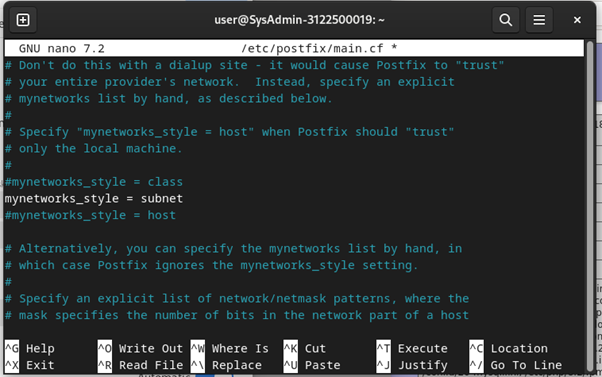 user@SysAdmin-3122500019: ~
GNU nano 7.2 /etc/postfix/main.cf *
# Don't do this with a dialup site - it would cause Postfix to "trust"
# your entire provider's network.  Instead, specify an explicit
# mynetworks list by hand, as described below.
#
# Specify "mynetworks_style = host" when Postfix should "trust"
# only the local machine.
#
#mynetworks_style = class
mynetworks_style = subnet
#mynetworks_style = host
# Alternatively, you can specify the mynetworks list by hand, in
# which case Postfix ignores the mynetworks_style setting.
#
# Specify an explicit list of network/netmask patterns, where the
# mask specifies the number of bits in the network part of a host
^G Help ^O Write Out ^W Where Is ^K Cut ^T Execute ^C Location
^X Exit ^R Read File ^\ Replace ^U Paste ^J Justify ^/ Go To Line